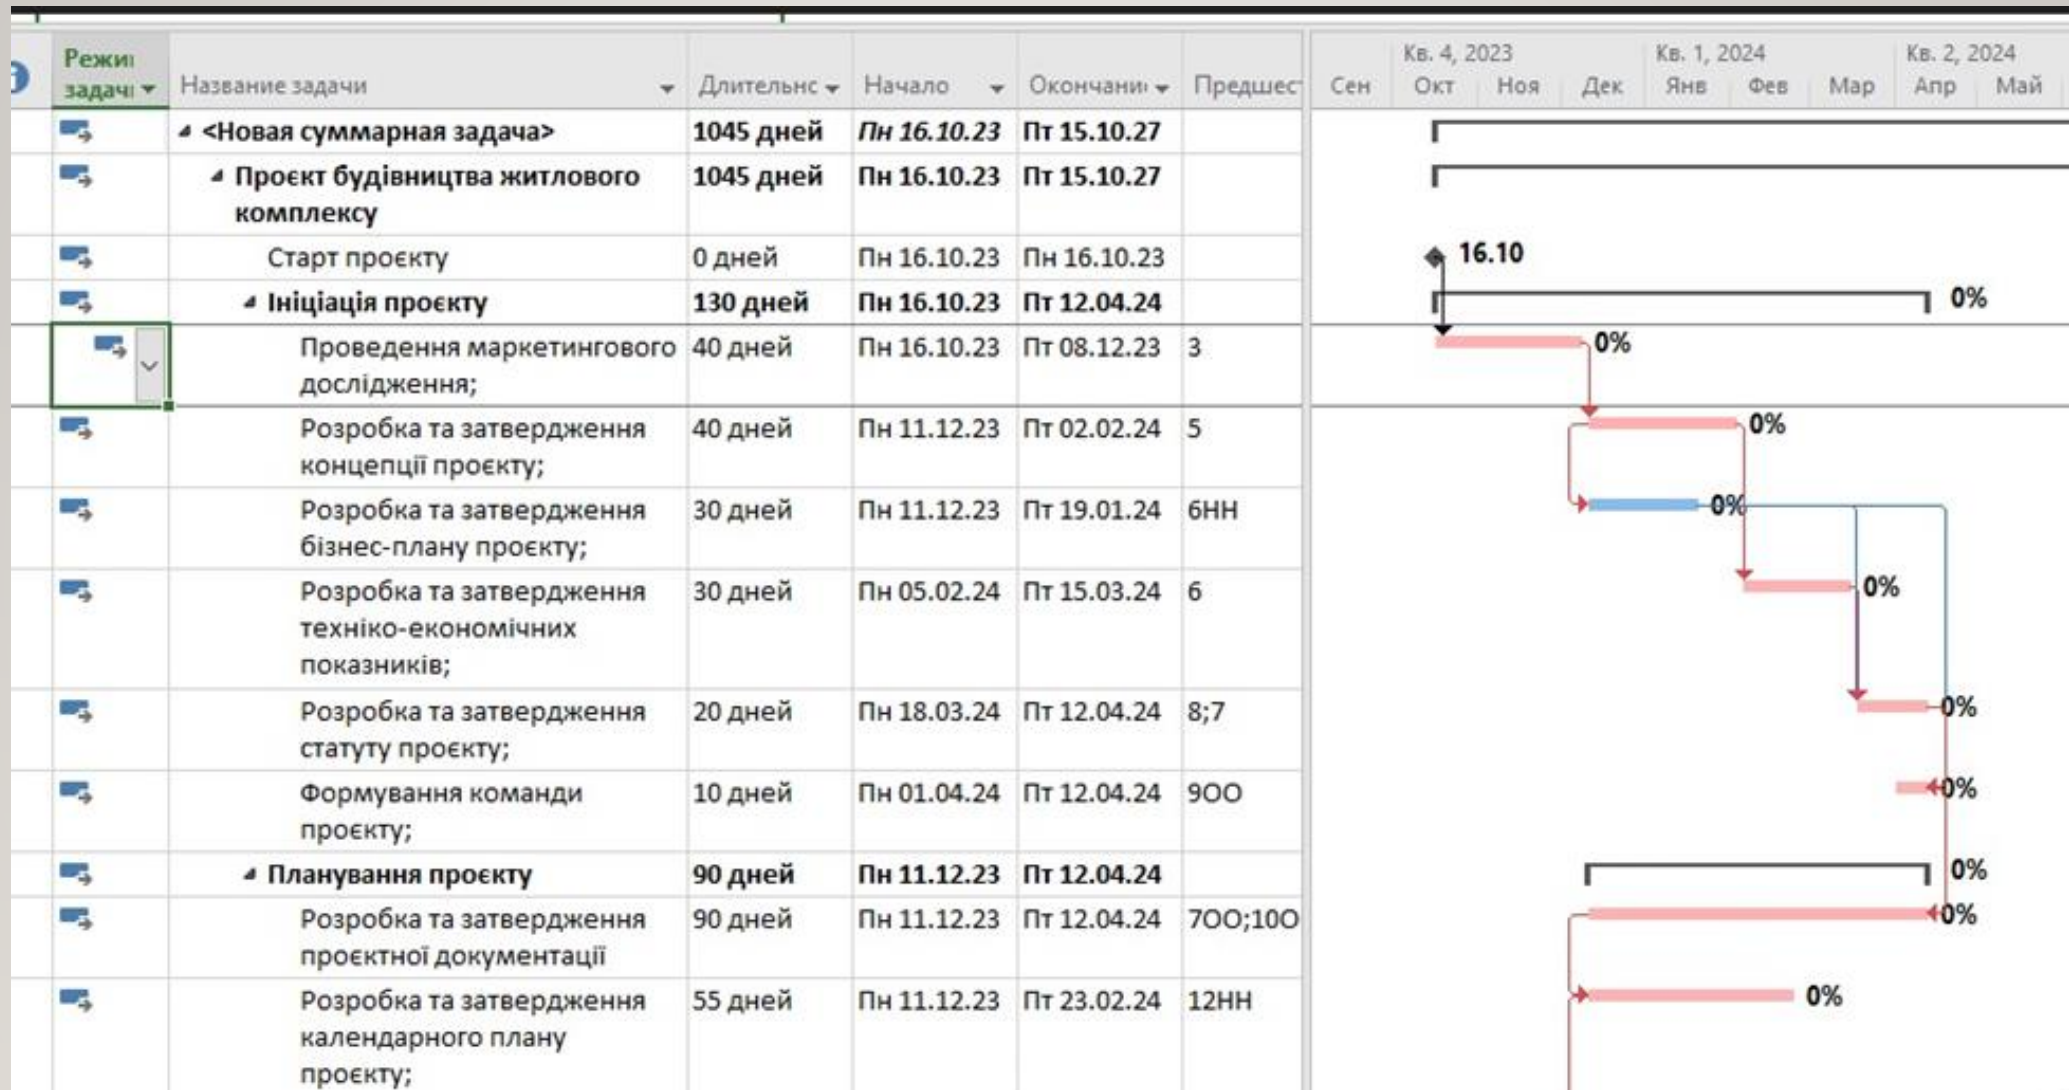 Кв. 4, 2023 Кв. 1, 2024 Кв. 2, 2024
Режи
задач Название задачи Длительнс Начало Окончани Предшес Сен Окт Ноя Дек Янв Фев Мар Апр Май
<Новая суммарная задача> 1045 дней Пн 16.10.23 Пт 15.10.27
Проєкт будівництва житлового 1045 дней Пн 16.10.23 Пт 15.10.27
комплексу
Старт проєкту 0 дней Пн 16.10.23 Пн 16.10.23 16.10
Ініціація проєкту 130 дней Пн 16.10.23 Пт 12.04.24 0%
Проведення маркетингового 40 дней Пн 16.10.23 Пт 08.12.23 3 0%
дослідження;
Розробка та затвердження 40 дней Пн 11.12.23 Пт 02.02.24 5 0%
концепції проєкту;
Розробка та затвердження 30 дней Пн 11.12.23 Пт 19.01.24 6НН 0%
бізнес-плану проєкту;
Розробка та затвердження 30 дней Пн 05.02.24 Пт 15.03.24 6 0%
техніко-економічних
показників;
Розробка та затвердження 20 дней Пн 18.03.24 Пт 12.04.24 8;7 0%
статуту проєкту;
Формування команди 10 дней Пн 01.04.24 Пт 12.04.24 9ОО 0%
проєкту;
Планування проєкту 90 дней Пн 11.12.23 Пт 12.04.24 0%
Розробка та затвердження 90 дней Пн 11.12.23 Пт 12.04.24 7ОО;10О 0%
проєктної документації
Розробка та затвердження 55 дней Пн 11.12.23 Пт 23.02.24 12НН 0%
календарного плану
проєкту;